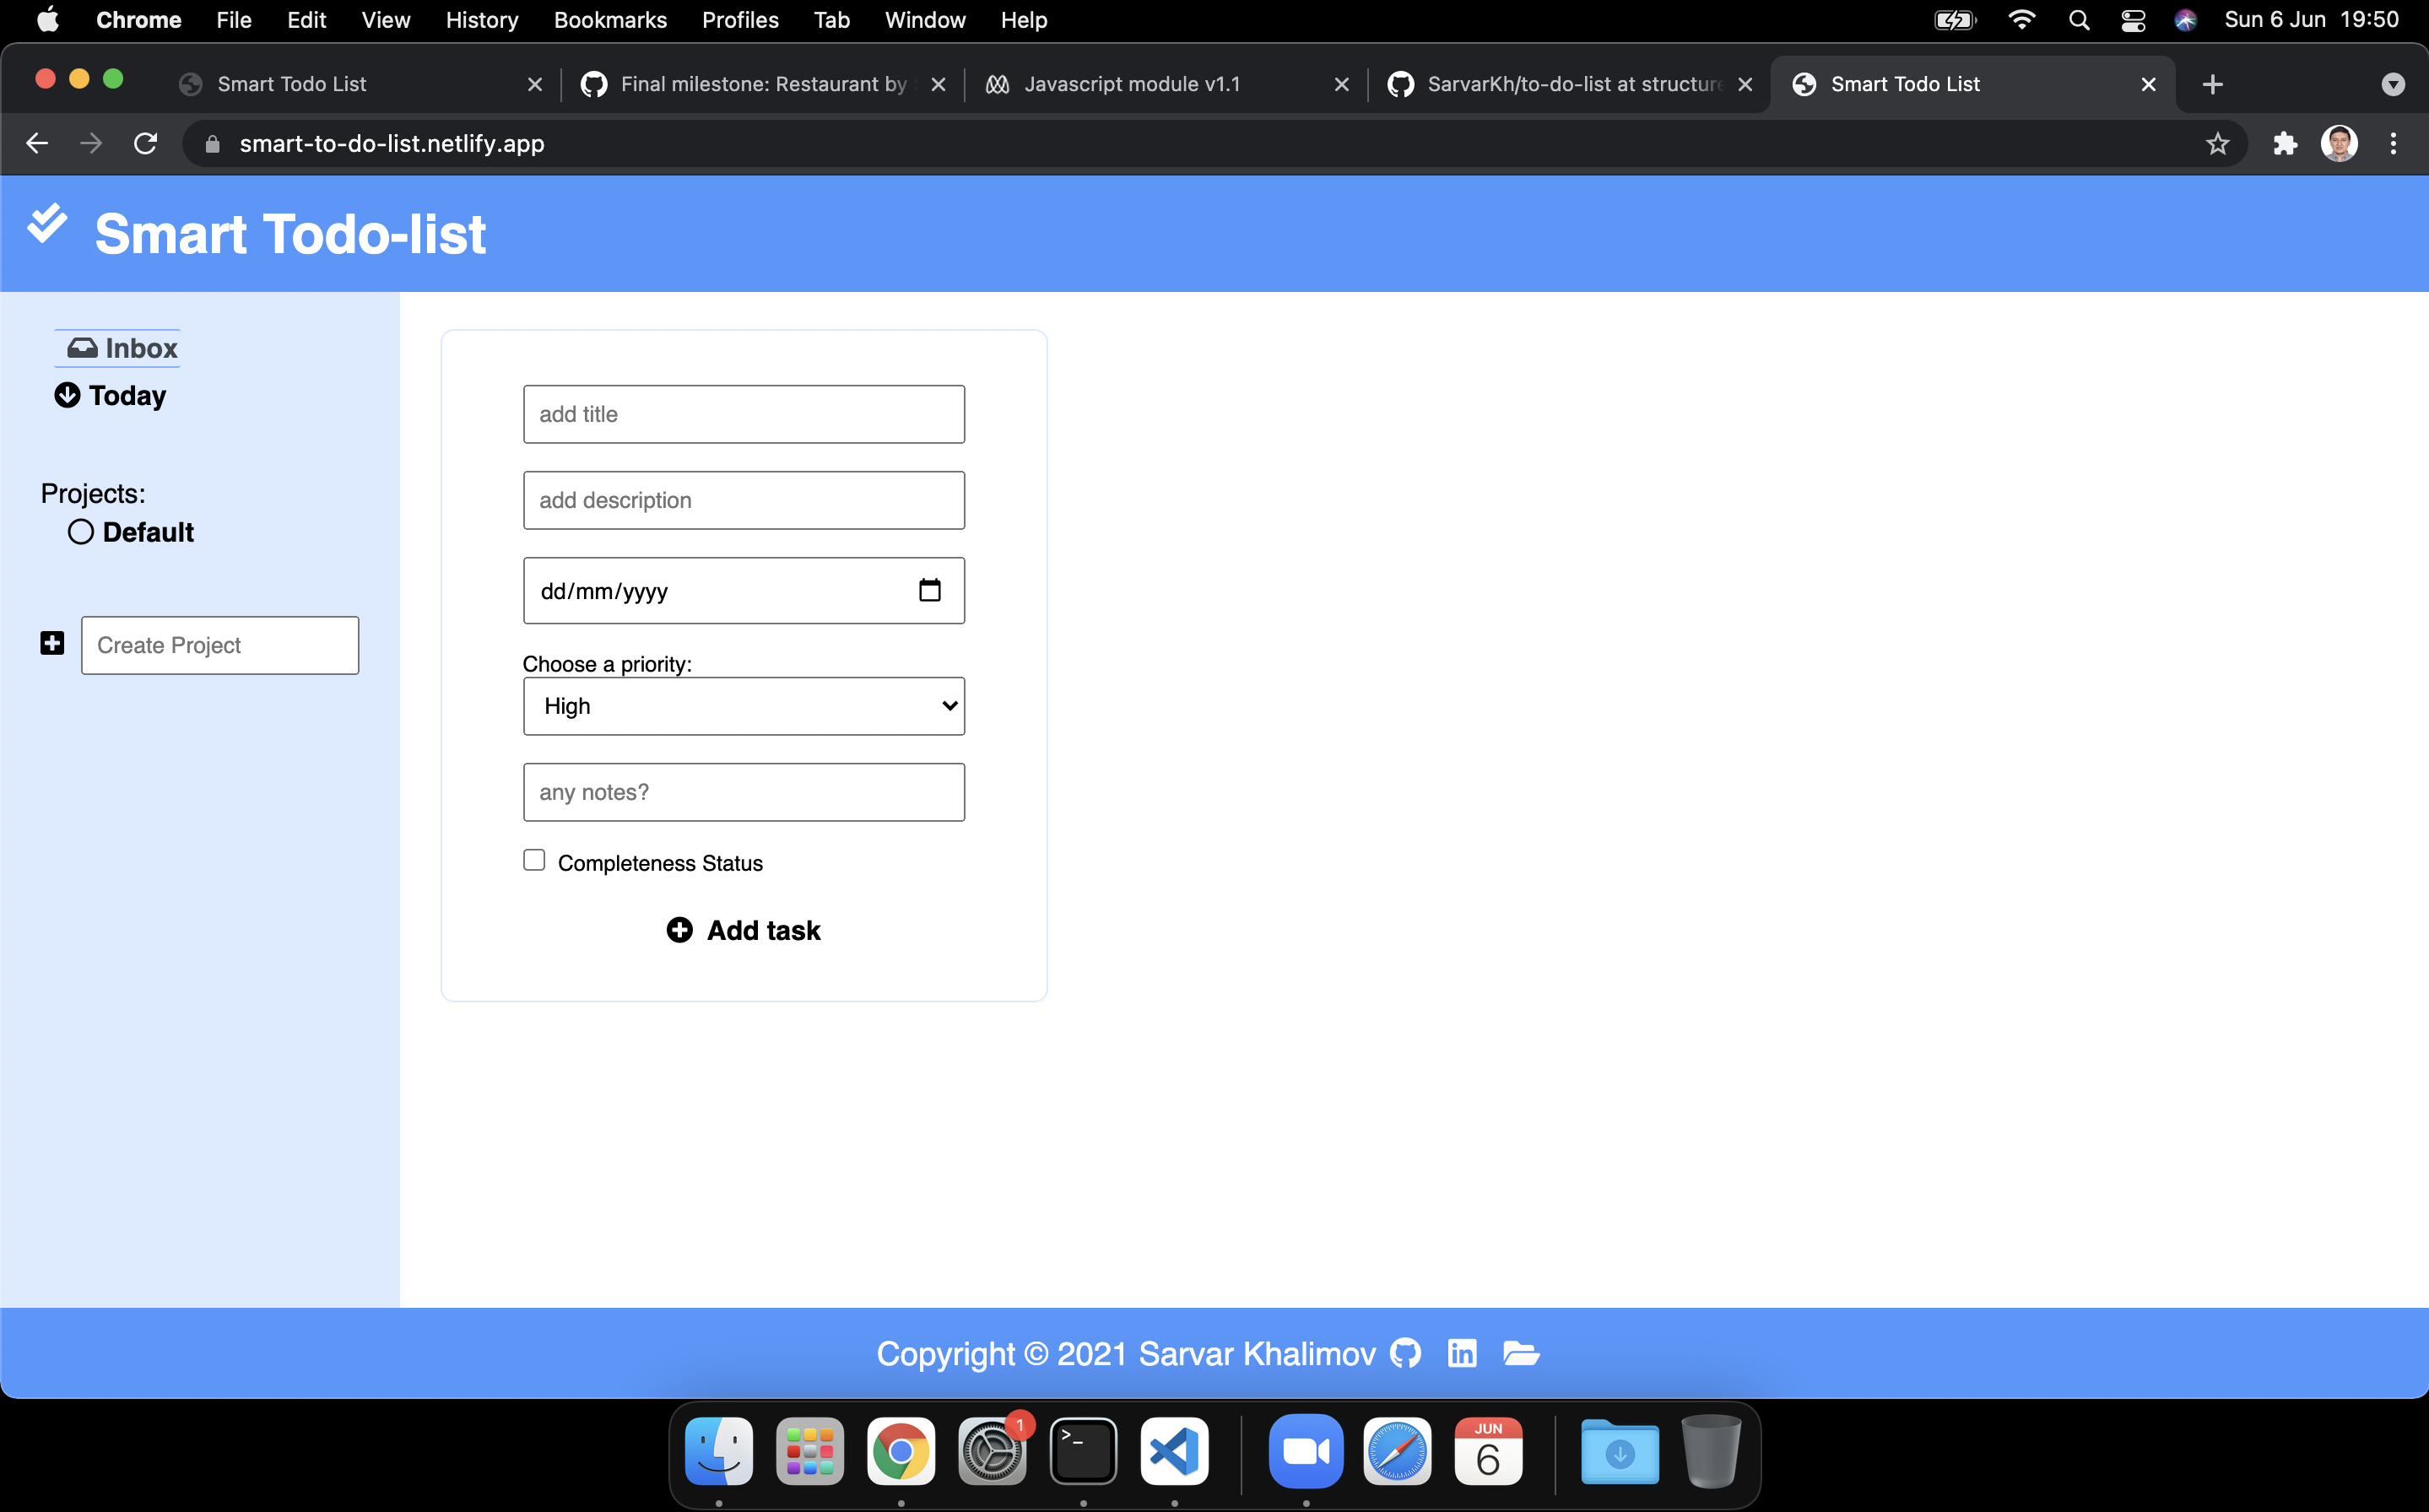 Chrome File Edit View History Bookmarks Profiles Tab Window Help Sun 6 Jun 19:50
Smart Todo List Final milestone: Restaurant by Javascript module v1.1 SarvarKh/to-do-list at structure Smart Todo List
smart-to-do-list.netlify.app
Smart Todo-list
Inbox
Today
Projects:
Default
Create Project
add title
add description
dd/mm/yyyy
Choose a priority:
High
any notes?
Completeness Status
Add task
Copyright © 2021 Sarvar Khalimov in
1
>_
JUN
6